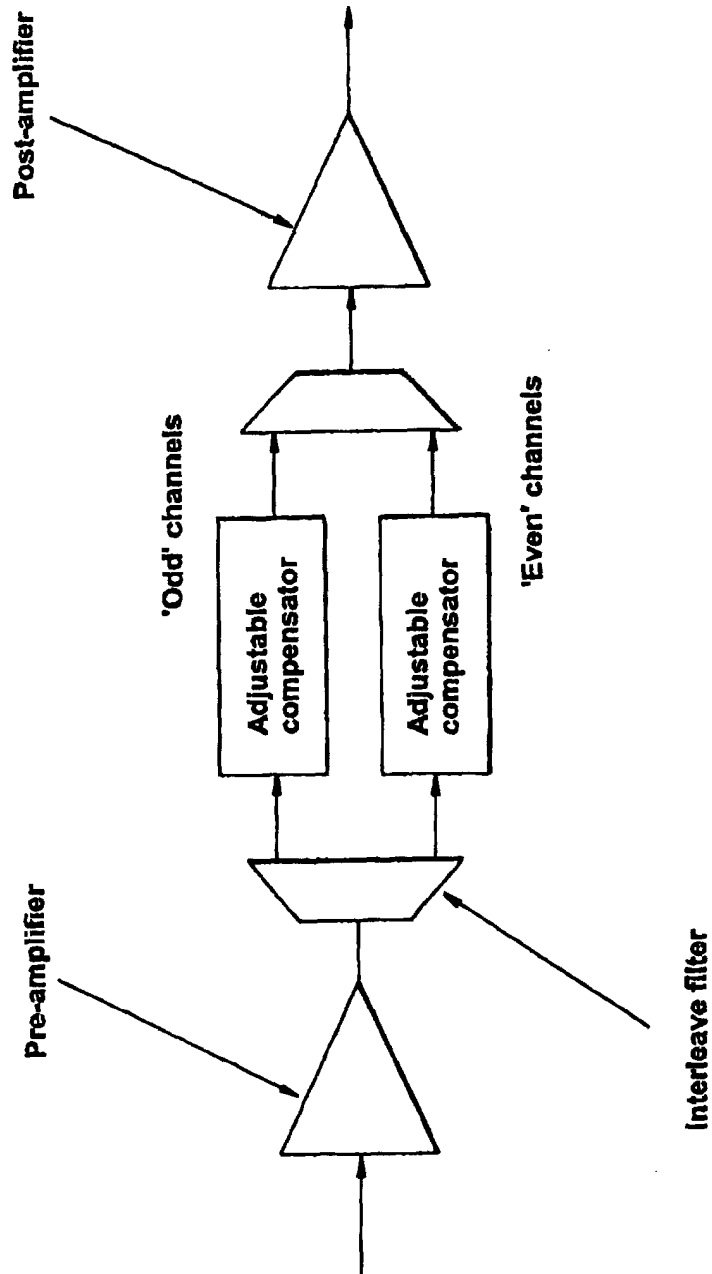 Pre-amplifier
Post-amplifier
'Odd' channels
Adjustable
compensator
Adjustable
compensator
'Even' channels
Interleave filter